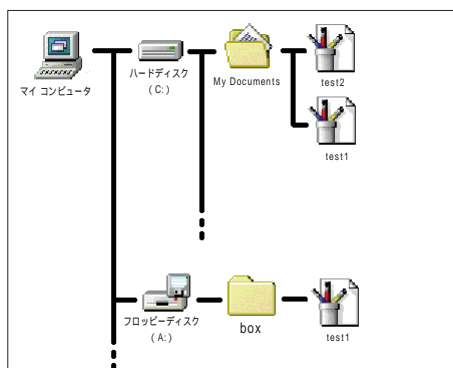 マイ コンピュータ
ハードディスク
(C:)
My Documents
test2
test1
フロッピーディスク
(A:)
box
test1